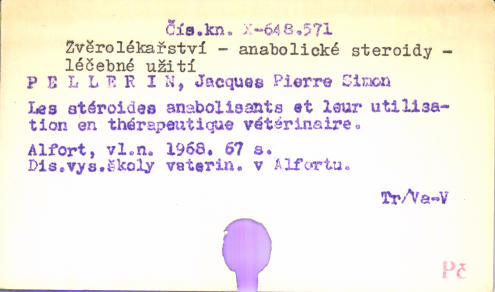 Čís.kn. X-648.571
Zvěrolékařství - anabolické steroidy -
léčebné užití
P E L L E R I N, Jacques Pierre Simon
Les stéroides anabolisants et leur utilisa-
tion en thérapeutique vétérinaire.
Alfort, vl.n. 1968. 67 s.
Dis.vys.školy veterin. v Alfortu.
Tr/Va-V
Pč